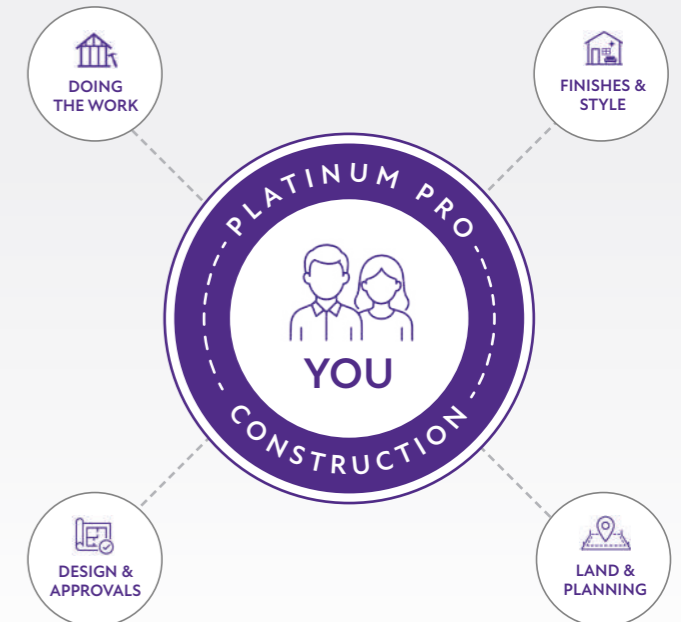 DOING
THE WORK
FINISHES &
STYLE
PLATINUM PRO
YOU
CONSTRUCTION
DESIGN &
APPROVALS
LAND &
PLANNING